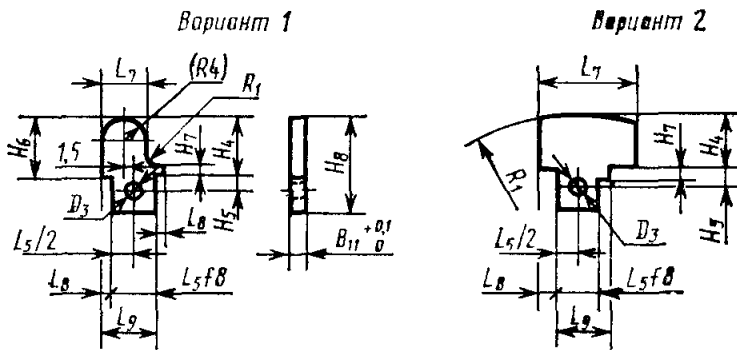 Вариант 1
Вариант 2
L₇
(R4)
R₁
H₆
1,5
H₇
H₄
H₈
D₃
H₅
L₈
L₅/2
B₁₁ +0,1 0
L₈
L₅f8
L₉
L₇
R₁
H₇
H₄
H₅
D₃
L₅/2
L₈
L₅f8
L₉